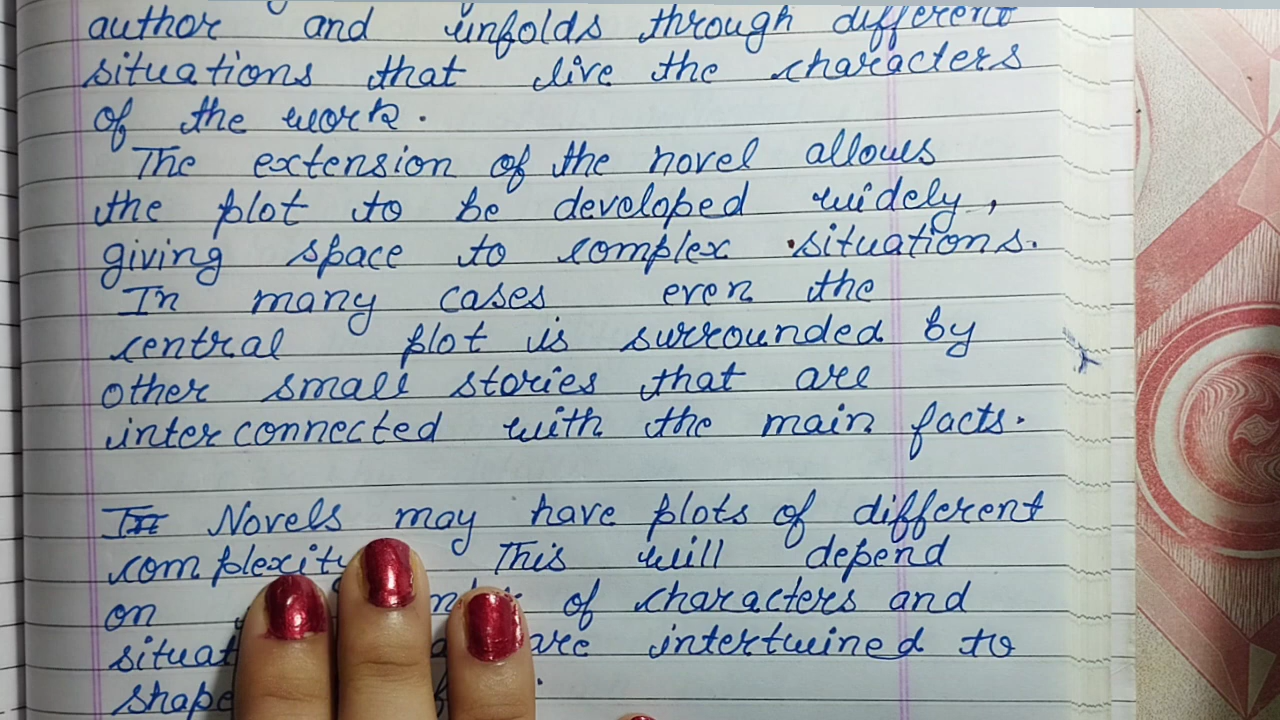 author and unfolds through different
situations that live the characters
of the work.
The extension of the novel allows
the plot to be developed widely,
giving space to complex situations.
In many cases even the
central plot is surrounded by
other small stories that are
interconnected with the main facts.
In Novels may have plots of different
complexity This will depend
on of characters and
are intertwined to
shape